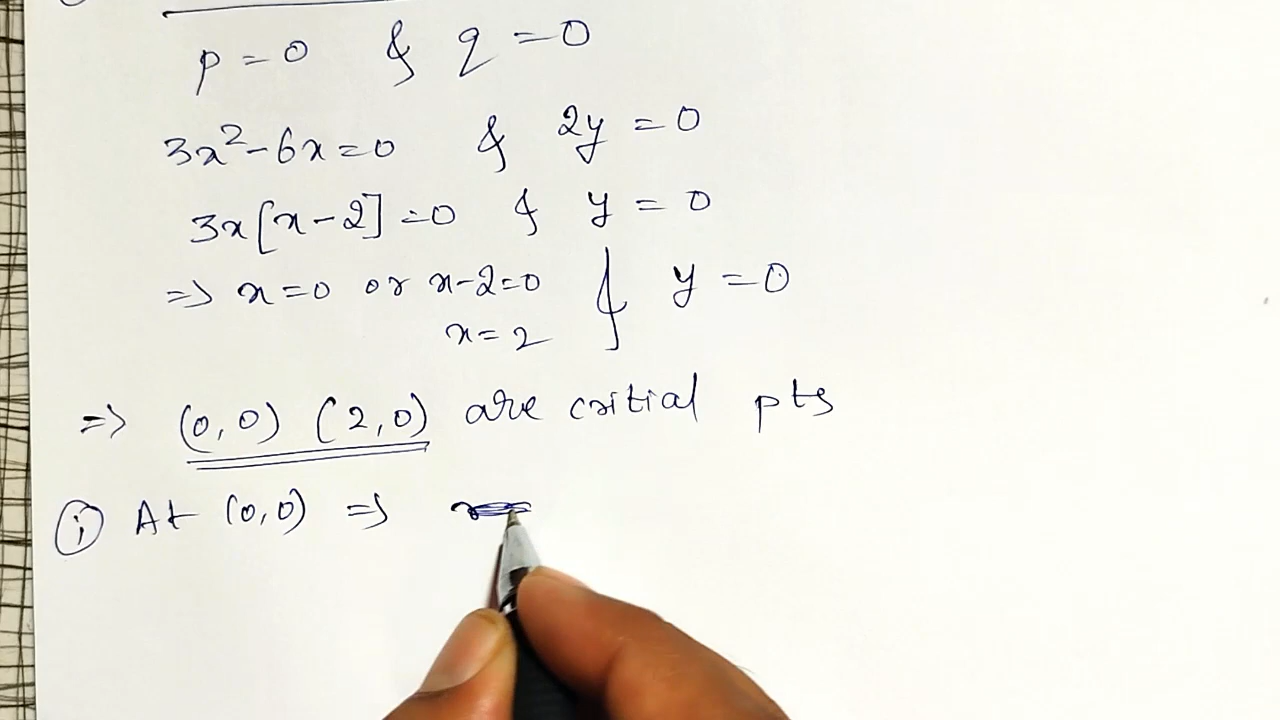 p = 0 & q = 0
3x² - 6x = 0 & 2y = 0
3x[x - 2] = 0 & y = 0
=> x = 0 or x - 2 = 0 & y = 0
x = 2
=> (0,0) (2,0) are critial pts
(i) At (0,0) =>